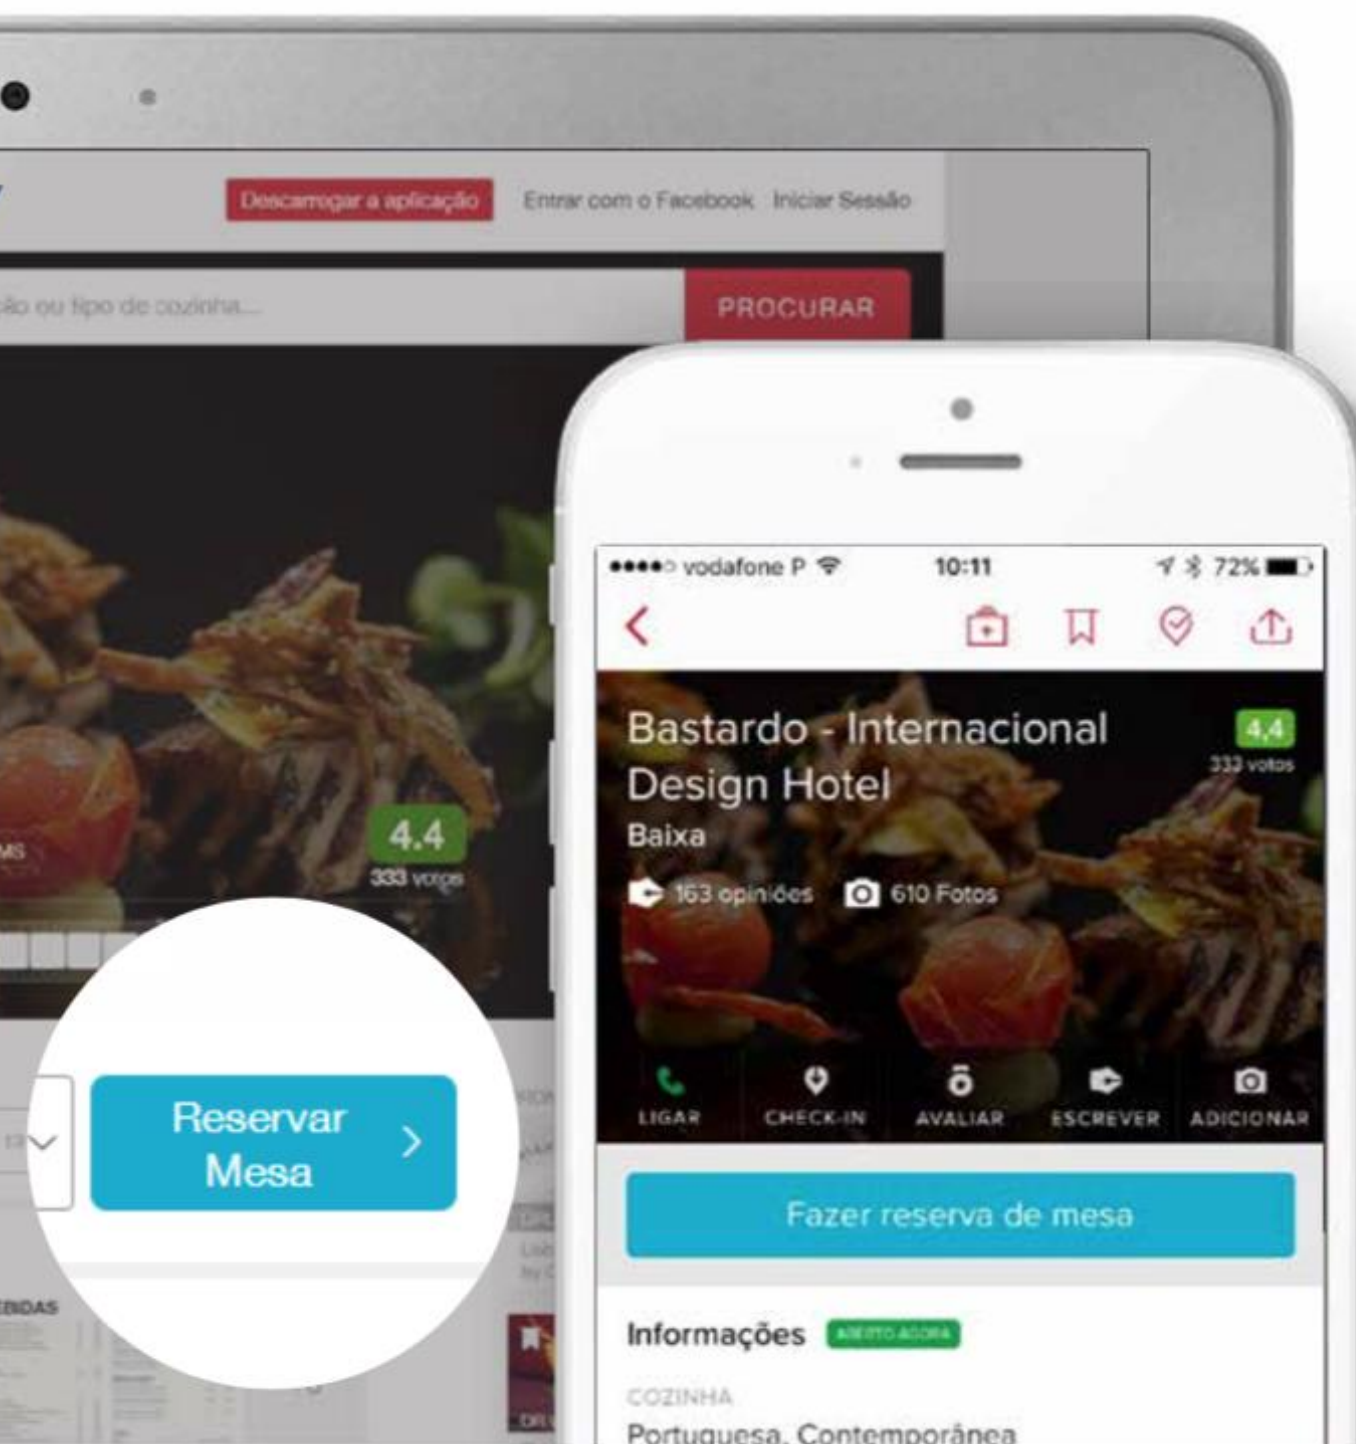 Descarregar a aplicação
Entrar com o Facebook
Iniciar Sessão
ou tipo de cozinha...
PROCURAR
4.4
333 votos
Reservar
Mesa
vodafone P
10:11
72%
Bastardo - Internacional
Design Hotel
Baixa
4,4
333 votos
163 opiniões
610 Fotos
LIGAR
CHECK-IN
AVALIAR
ESCREVER
ADICIONAR
Fazer reserva de mesa
Informações
ABERTO AGORA
COZINHA
Portuguesa, Contemporânea